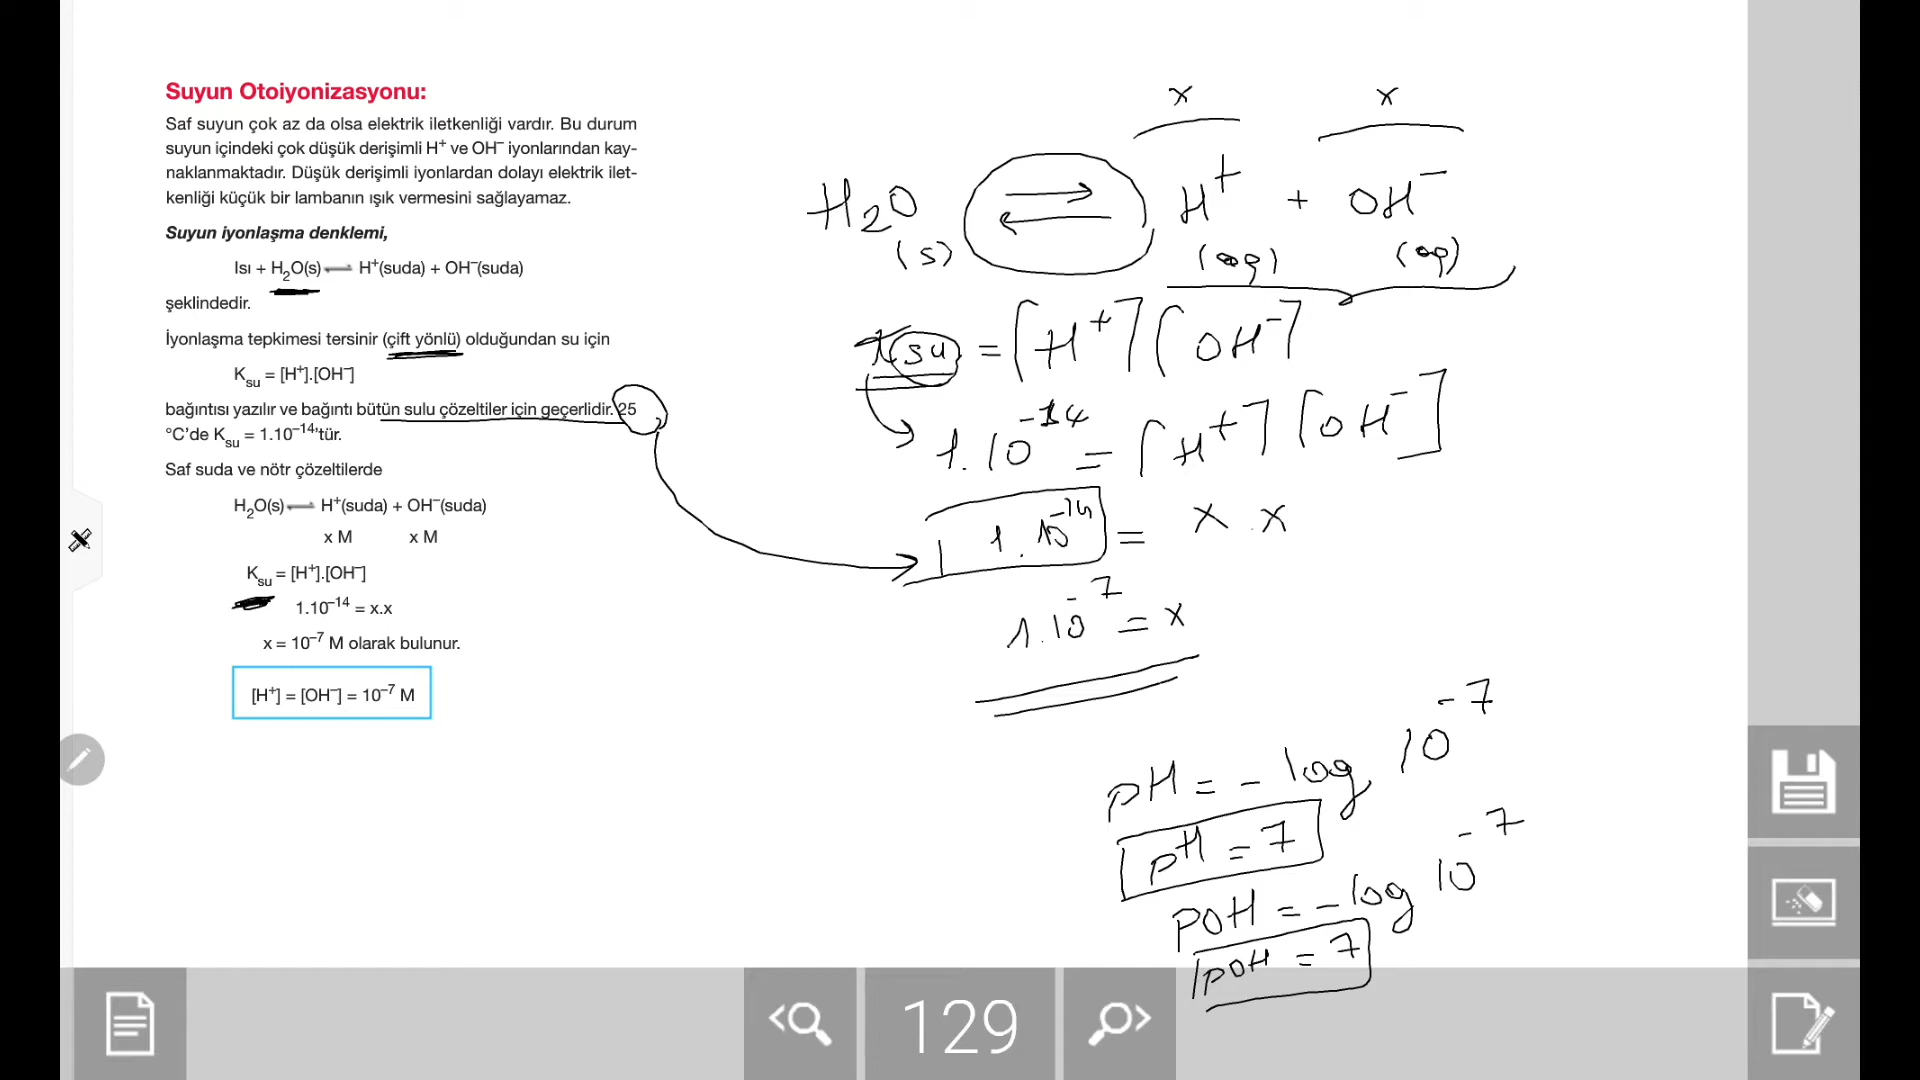 Suyun Otoiyonizasyonu:
Saf suyun çok az da olsa elektrik iletkenliği vardır. Bu durum
suyun içindeki çok düşük derişimli H⁺ ve OH⁻ iyonlarından kay-
naklanmaktadır. Düşük derişimli iyonlardan dolayı elektrik ilet-
kenliği küçük bir lambanın ışık vermesini sağlayamaz.
Suyun iyonlaşma denklemi,
Isı + H₂O(s) ⇌ H⁺(suda) + OH⁻(suda)
şeklindedir.
İyonlaşma tepkimesi tersinir (çift yönlü) olduğundan su için
Ksu = [H⁺].[OH⁻]
bağıntısı yazılır ve bağıntı bütün sulu çözeltiler için geçerlidir. 25
°C'de Ksu = 1.10⁻¹⁴'tür.
Saf suda ve nötr çözeltilerde
H₂O(s) ⇌ H⁺(suda) + OH⁻(suda)
x M x M
Ksu = [H⁺].[OH⁻]
1.10⁻¹⁴ = x.x
x = 10⁻⁷ M olarak bulunur.
[H⁺] = [OH⁻] = 10⁻⁷ M
x x
H₂O ⇌ H⁺ + OH⁻
(s) (aq) (aq)
Ksu = [H⁺] [OH⁻]
1.10⁻¹⁴ = [H⁺] [OH⁻]
1.10⁻¹⁴ = x . x
1.10⁻⁷ = x
pH = - log 10⁻⁷
pH = 7
pOH = - log 10⁻⁷
pOH = 7
129